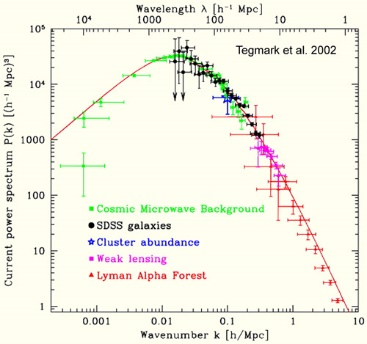 Wavelength λ [h⁻¹ Mpc]
10⁴ 1000 100 10 1
10⁵
Tegmark et al. 2002
10⁴
1000
100
10
1
Current power spectrum P(k) [(h⁻¹ Mpc)³]
Cosmic Microwave Background
SDSS galaxies
Cluster abundance
Weak lensing
Lyman Alpha Forest
0.001 0.01 0.1 1 10
Wavenumber k [h/Mpc]